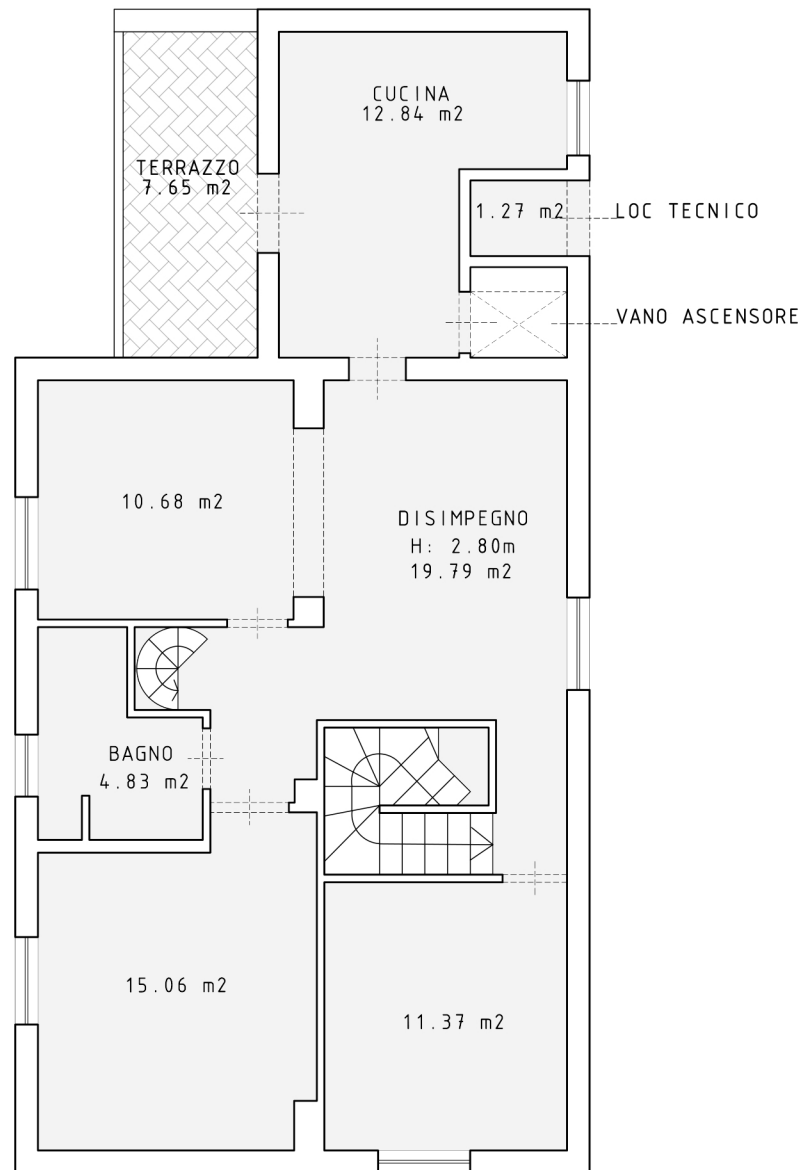 CUCINA
12.84 m2
TERRAZZO
7.65 m2
1.27 m2
LOC TECNICO
VANO ASCENSORE
10.68 m2
DISIMPEGNO
H: 2.80m
19.79 m2
BAGNO
4.83 m2
15.06 m2
11.37 m2